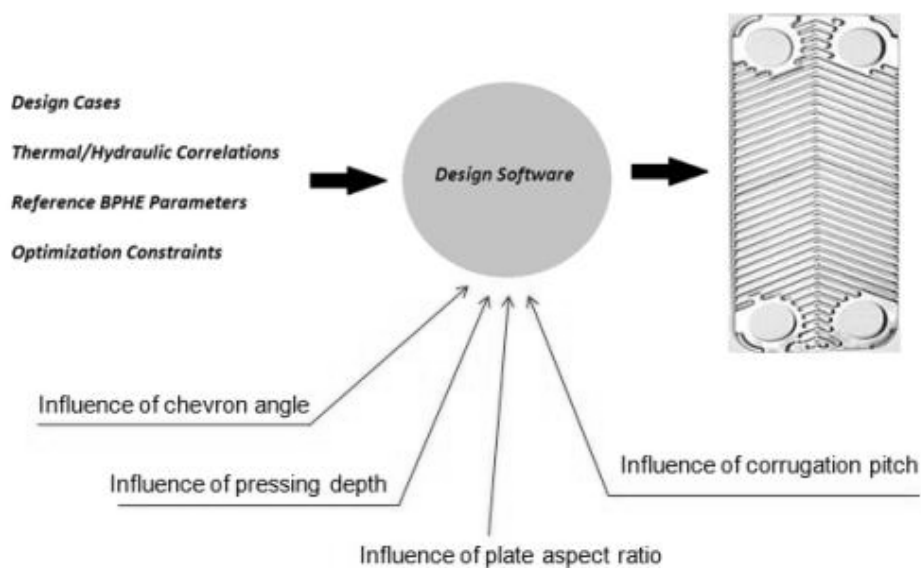 Design Cases
Thermal/Hydraulic Correlations
Reference BPHE Parameters
Optimization Constraints
Design Software
Influence of chevron angle
Influence of pressing depth
Influence of plate aspect ratio
Influence of corrugation pitch